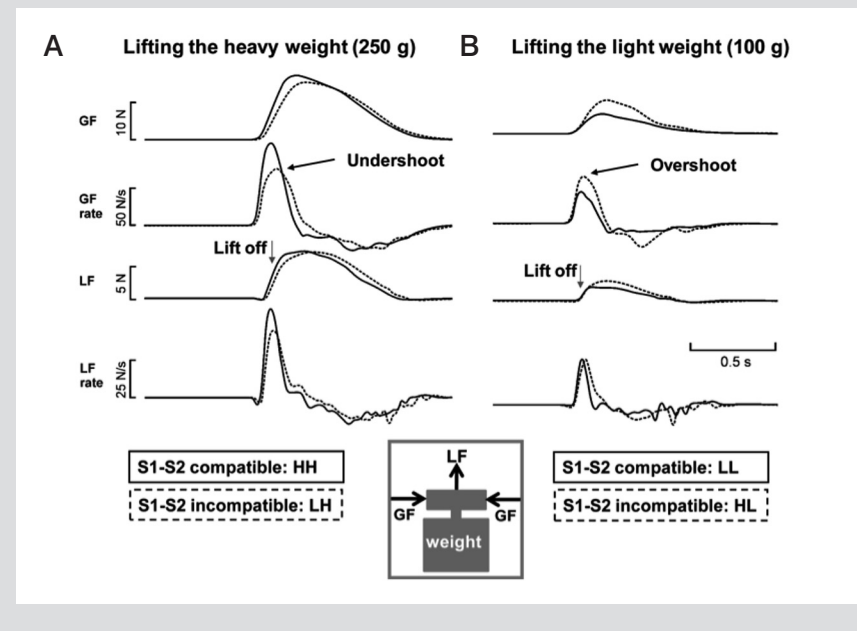 A Lifting the heavy weight (250 g)
B Lifting the light weight (100 g)
GF
10 N
Undershoot
Overshoot
GF
rate
50 N/s
Lift off
Lift off
LF
5 N
LF
rate
25 N/s
0.5 s
S1-S2 compatible: HH
S1-S2 incompatible: LH
LF
GF
GF
weight
S1-S2 compatible: LL
S1-S2 incompatible: HL